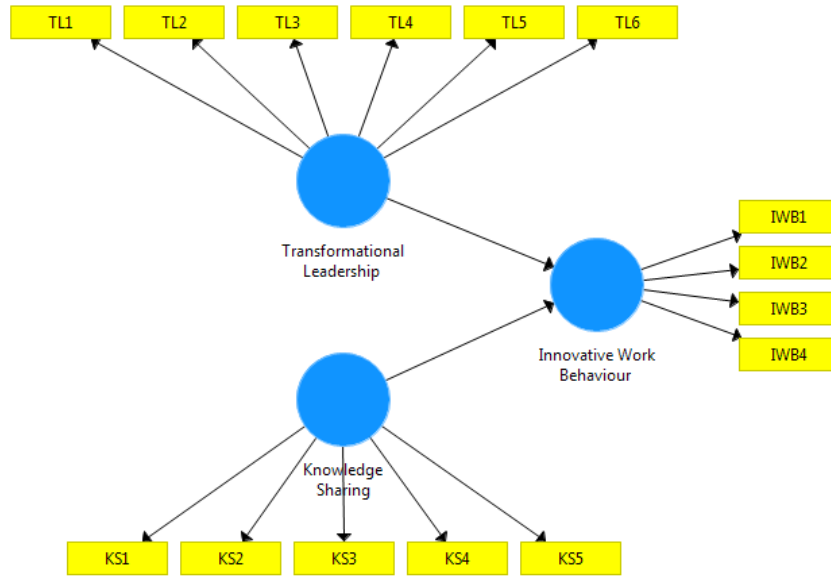 TL1
TL2
TL3
TL4
TL5
TL6
Transformational
Leadership
IWB1
IWB2
IWB3
IWB4
Innovative Work
Behaviour
Knowledge
Sharing
KS1
KS2
KS3
KS4
KS5